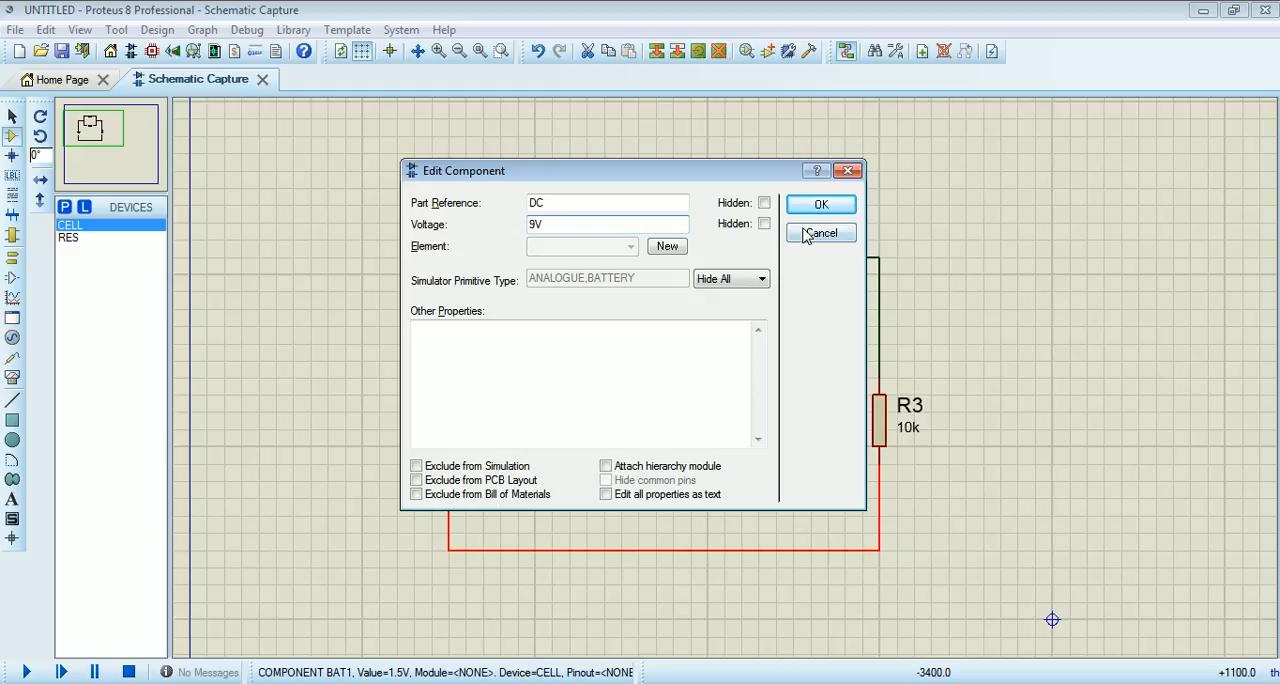 UNTITLED - Proteus 8 Professional - Schematic Capture
File Edit View Tool Design Graph Debug Library Template System Help
Home Page Schematic Capture
0°
P L DEVICES
CELL
RES
Edit Component
Part Reference: DC Hidden: OK
Voltage: 9V Hidden: Cancel
Element: New
Simulator Primitive Type: ANALOGUE,BATTERY Hide All
Other Properties:
Exclude from Simulation Attach hierarchy module
Exclude from PCB Layout Hide common pins
Exclude from Bill of Materials Edit all properties as text
R3
10k
No Messages COMPONENT BAT1, Value=1.5V, Module=<NONE>. Device=CELL, Pinout=<NONE -3400.0 +1100.0 th